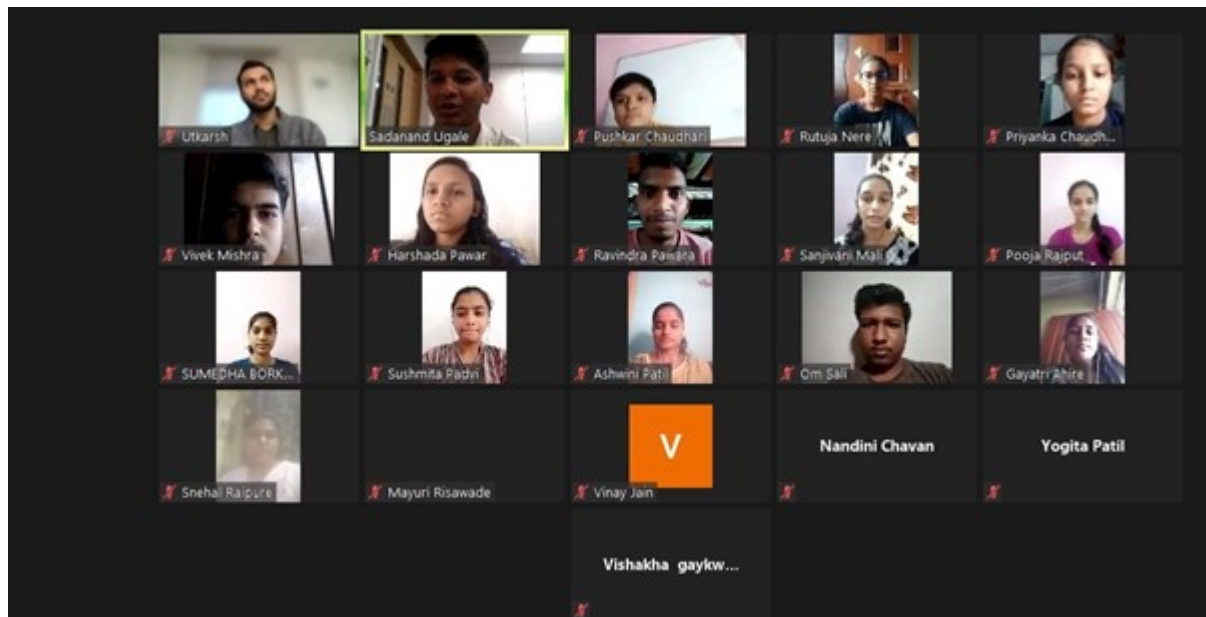 Utkarsh
Sadanand Ugale
Pushkar Chaudhari
Rutuja Nere
Priyanka Chaudh...
Vivek Mishra
Harshada Pawar
Ravindra Pawara
Sanjivani Mali
Pooja Rajput
SUMEDHA BORK...
Sushmita Padvi
Ashwini Patil
Om Sali
Gayatri Ahire
Snehal Raipure
Mayuri Risawade
V
Vinay Jain
Nandini Chavan
Yogita Patil
Vishakha gaykw...